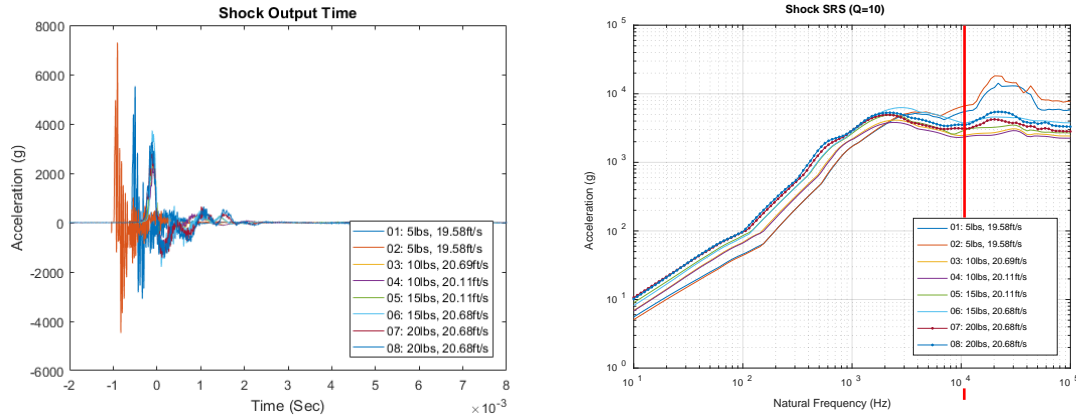 Shock Output Time
8000
6000
4000
2000
0
-2000
-4000
-6000
Acceleration (g)
-2
-1
0
1
2
3
4
5
6
7
8
Time (Sec)
×10⁻³
01: 5lbs, 19.58ft/s
02: 5lbs, 19.58ft/s
03: 10lbs, 20.69ft/s
04: 10lbs, 20.11ft/s
05: 15lbs, 20.11ft/s
06: 15lbs, 20.68ft/s
07: 20lbs, 20.68ft/s
08: 20lbs, 20.68ft/s
Shock SRS (Q=10)
10⁵
10⁴
10³
10²
10¹
10⁰
Acceleration (g)
10¹
10²
10³
10⁴
10⁵
Natural Frequency (Hz)
01: 5lbs, 19.58ft/s
02: 5lbs, 19.58ft/s
03: 10lbs, 20.69ft/s
04: 10lbs, 20.11ft/s
05: 15lbs, 20.11ft/s
06: 15lbs, 20.68ft/s
07: 20lbs, 20.68ft/s
08: 20lbs, 20.68ft/s